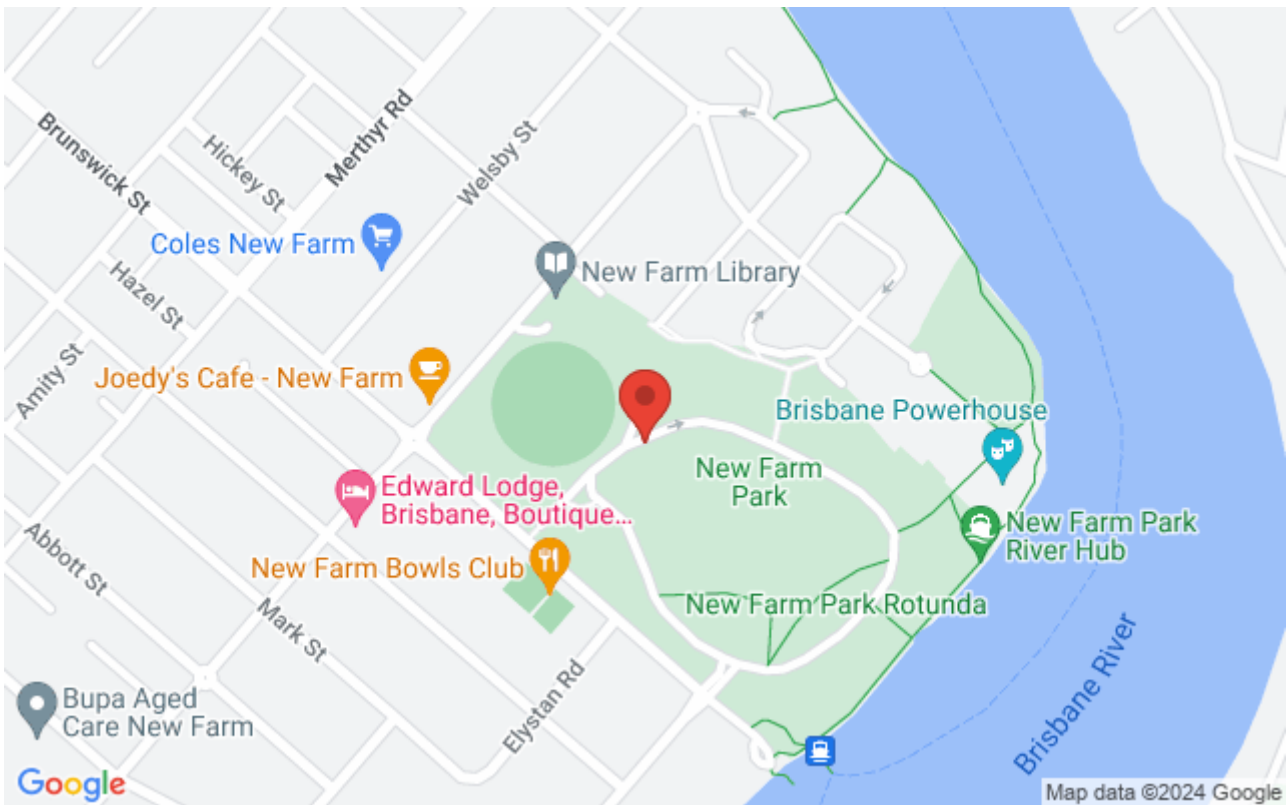 Brunswick St
Hickey St
Merthyr Rd
Welsby St
Coles New Farm
New Farm Library
Hazel St
Amity St
Joedy's Cafe - New Farm
Brisbane Powerhouse
New Farm
Park
Edward Lodge,
Brisbane, Boutique...
New Farm Park
River Hub
Abbott St
New Farm Bowls Club
New Farm Park Rotunda
Mark St
Elystan Rd
Bupa Aged
Care New Farm
Brisbane River
Google
Map data ©2024 Google